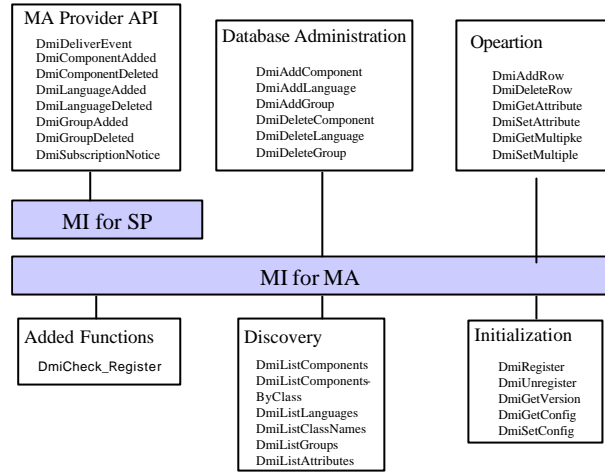 MA Provider API
DmiDeliverEvent
DmiComponentAdded
DmiComponentDeleted
DmiLanguageAdded
DmiLanguageDeleted
DmiGroupAdded
DmiGroupDeleted
DmiSubscriptionNotice
Database Administration
DmiAddComponent
DmiAddLanguage
DmiAddGroup
DmiDeleteComponent
DmiDeleteLanguage
DmiDeleteGroup
Opeartion
DmiAddRow
DmiDeleteRow
DmiGetAttribute
DmiSetAttribute
DmiGetMultipke
DmiSetMultiple
MI for SP
MI for MA
Added Functions
DmiCheck_Register
Discovery
DmiListComponents
DmiListComponents-
ByClass
DmiListLanguages
DmiListClassNames
DmiListGroups
DmiListAttributes
Initialization
DmiRegister
DmiUnregister
DmiGetVersion
DmiGetConfig
DmiSetConfig